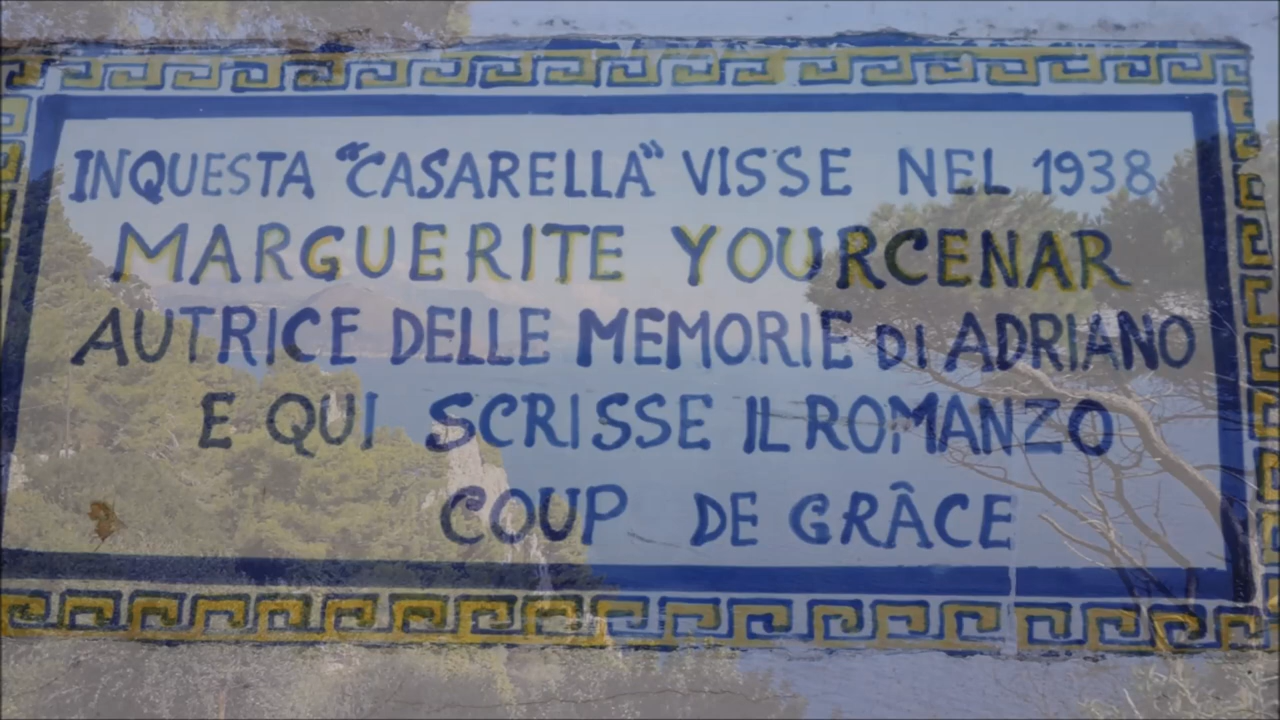 INQUESTA "CASARELLA" VISSE NEL 1938
MARGUERITE YOURCENAR
AUTRICE DELLE MEMORIE DI ADRIANO
E QUI SCRISSE IL ROMANZO
COUP DE GRÂCE